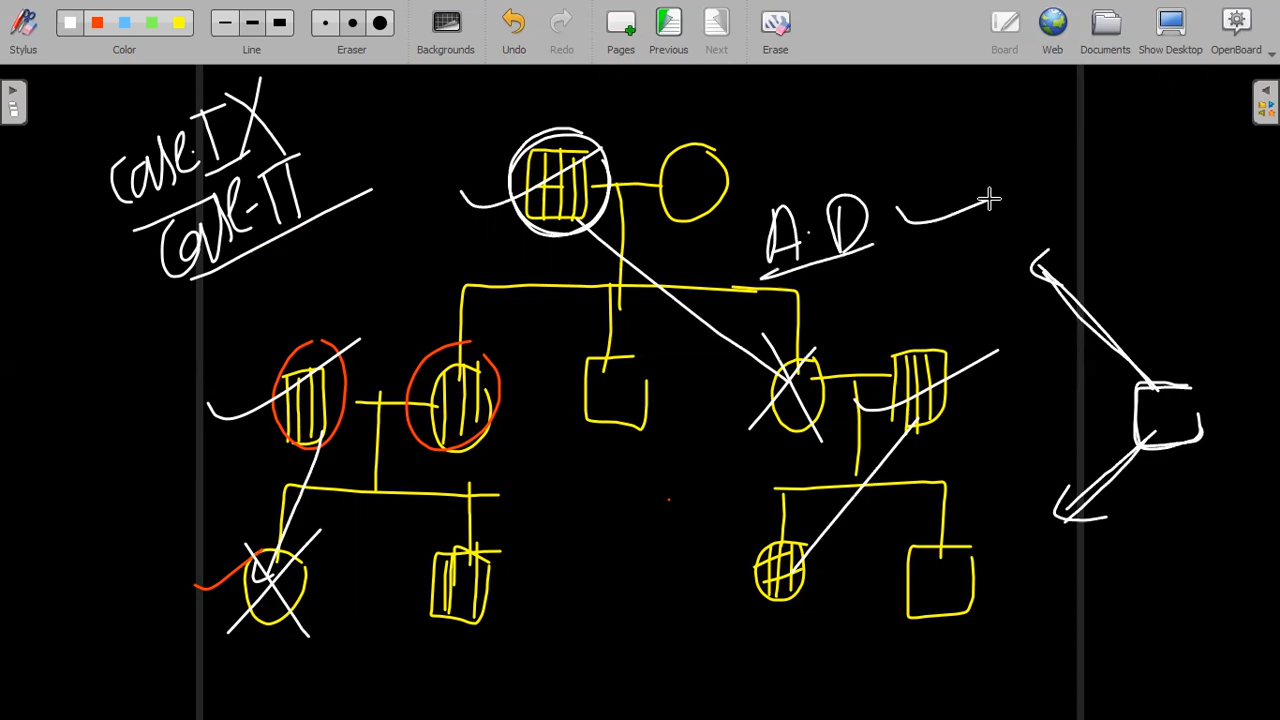 Stylus
Color
Line
Eraser
Backgrounds
Undo
Redo
Pages
Previous
Next
Erase
Board
Web
Documents
Show Desktop
OpenBoard
Case-I
Case-II
A.D